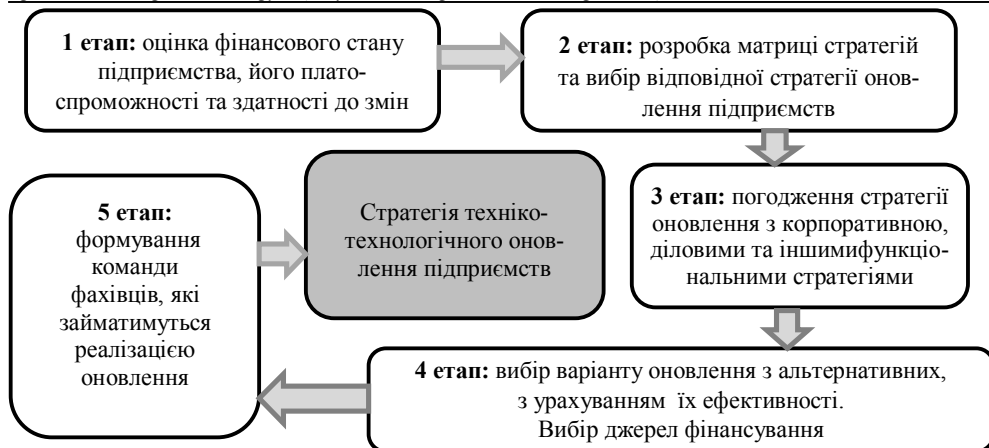 1 етап: оцінка фінансового стану
підприємства, його плато-
спроможності та здатності до змін
2 етап: розробка матриці стратегій
та вибір відповідної стратегії онов-
лення підприємств
3 етап: погодження стратегії
оновлення з корпоративною,
діловими та іншимифункціо-
нальними стратегіями
4 етап: вибір варіанту оновлення з альтернативних,
з урахуванням їх ефективності.
Вибір джерел фінансування
5 етап:
формування
команди
фахівців, які
займатимуться
реалізацією
оновлення
Стратегія техніко-
технологічного онов-
лення підприємств